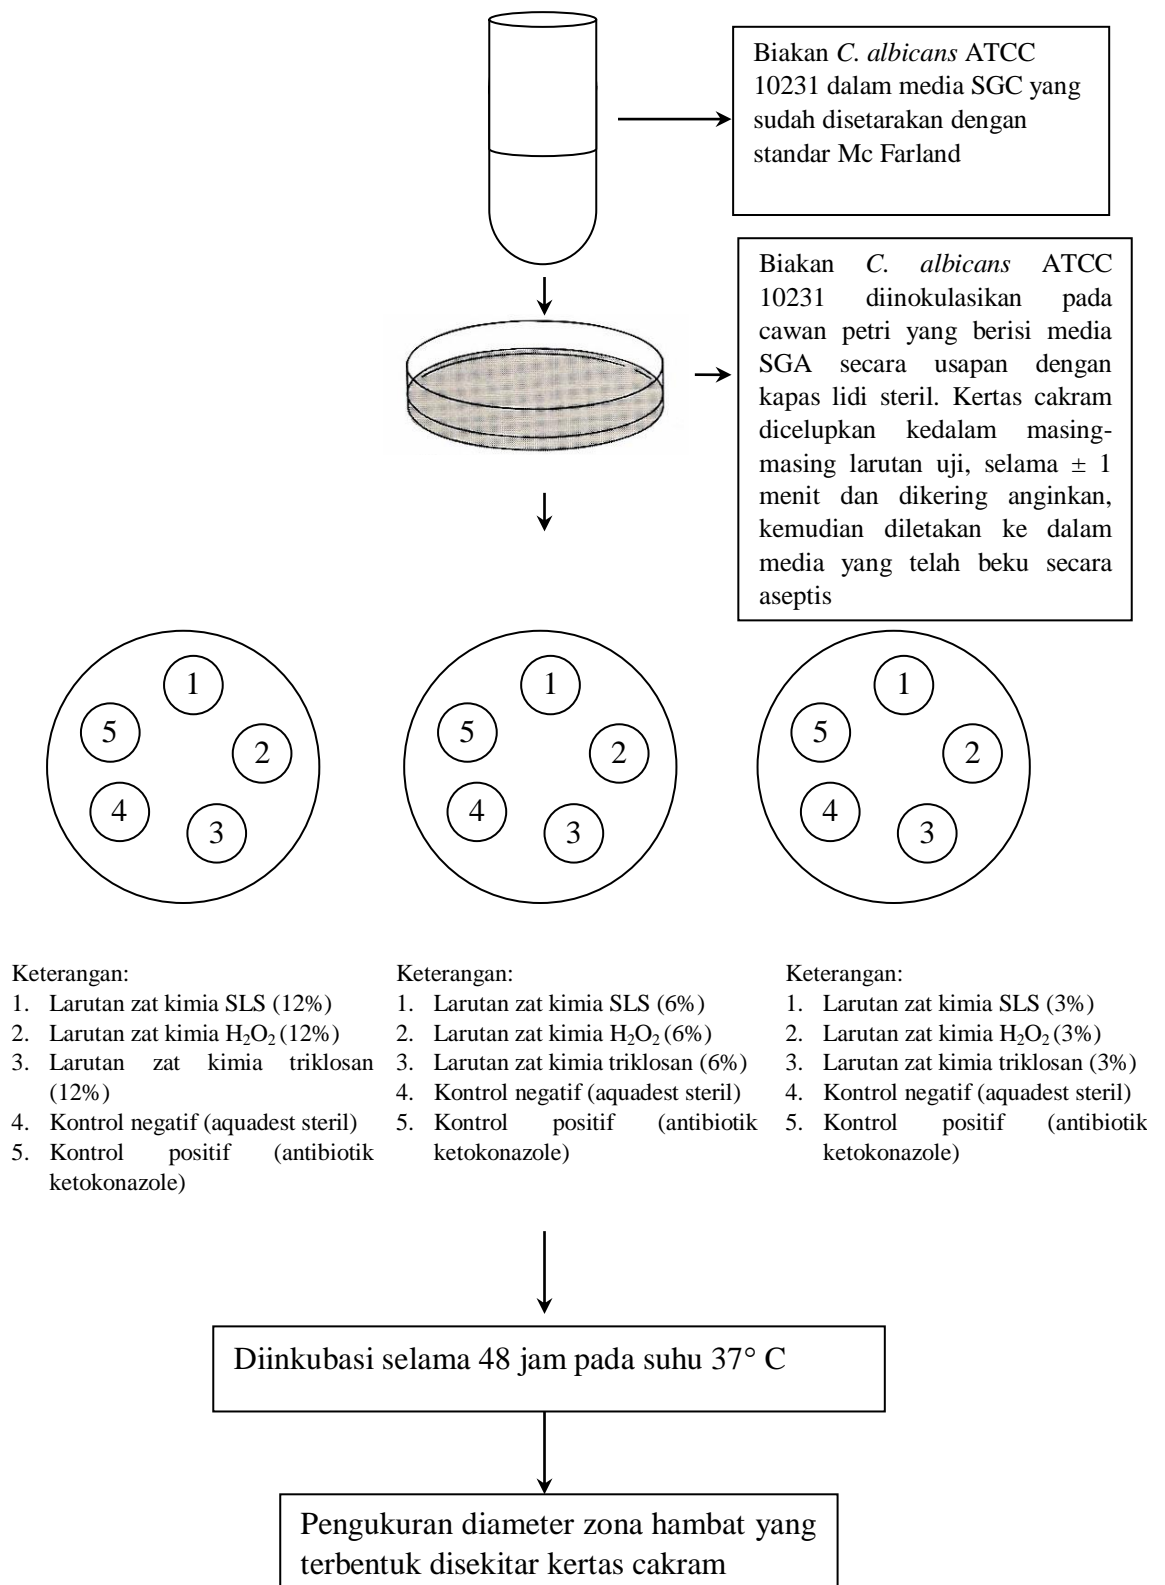 Biakan C. albicans ATCC
10231 dalam media SGC yang
sudah disetarakan dengan
standar Mc Farland
Biakan C. albicans ATCC
10231 diinokulasikan pada
cawan petri yang berisi media
SGA secara usapan dengan
kapas lidi steril. Kertas cakram
dicelupkan kedalam masing-
masing larutan uji, selama ± 1
menit dan dikering anginkan,
kemudian diletakan ke dalam
media yang telah beku secara
aseptis
1
5
2
4
3
1
5
2
4
3
1
5
2
4
3
Keterangan:
1. Larutan zat kimia SLS (12%)
2. Larutan zat kimia H₂O₂ (12%)
3. Larutan zat kimia triklosan
(12%)
4. Kontrol negatif (aquadest steril)
5. Kontrol positif (antibiotik
ketokonazole)
Keterangan:
1. Larutan zat kimia SLS (6%)
2. Larutan zat kimia H₂O₂ (6%)
3. Larutan zat kimia triklosan (6%)
4. Kontrol negatif (aquadest steril)
5. Kontrol positif (antibiotik
ketokonazole)
Keterangan:
1. Larutan zat kimia SLS (3%)
2. Larutan zat kimia H₂O₂ (3%)
3. Larutan zat kimia triklosan (3%)
4. Kontrol negatif (aquadest steril)
5. Kontrol positif (antibiotik
ketokonazole)
Diinkubasi selama 48 jam pada suhu 37° C
Pengukuran diameter zona hambat yang
terbentuk disekitar kertas cakram